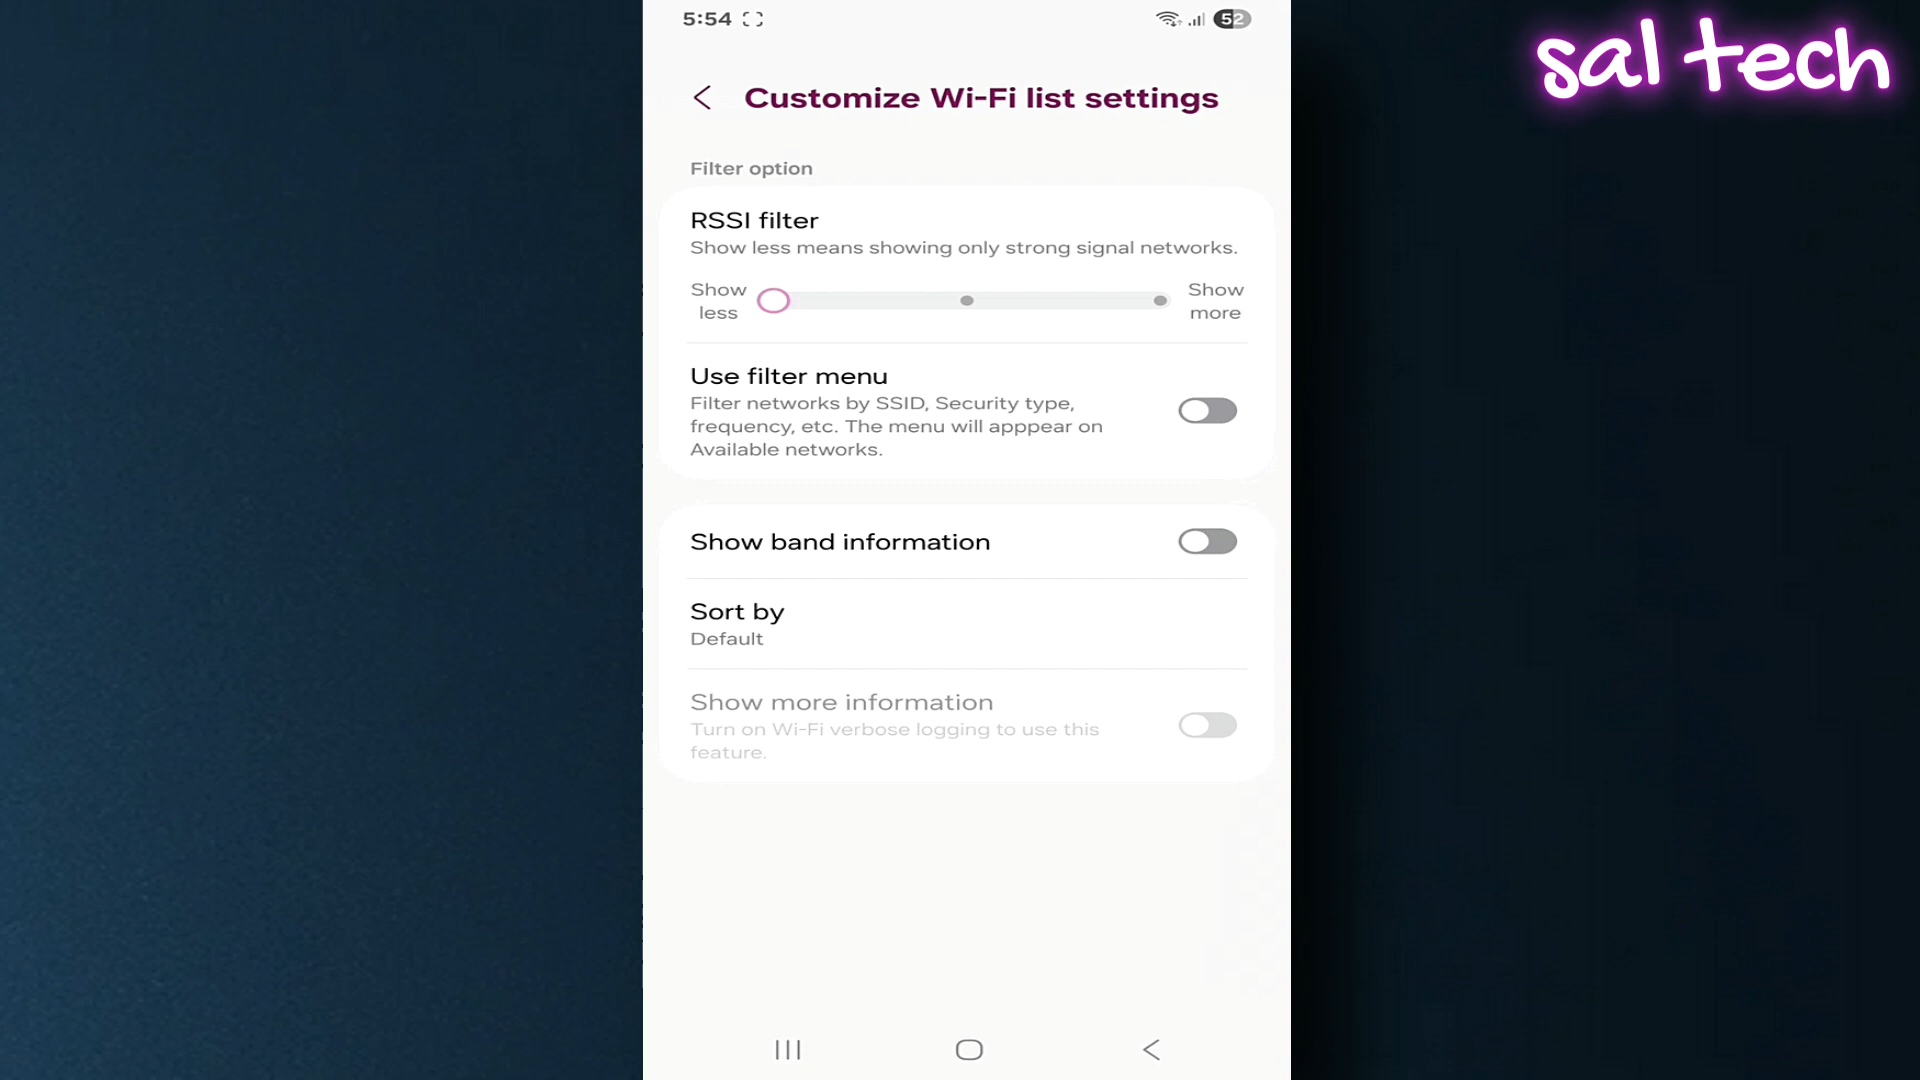 5:54
52
sal tech
Customize Wi-Fi list settings
Filter option
RSSI filter
Show less means showing only strong signal networks.
Show
less
Show
more
Use filter menu
Filter networks by SSID, Security type,
frequency, etc. The menu will apppear on
Available networks.
Show band information
Sort by
Default
Show more information
Turn on Wi-Fi verbose logging to use this
feature.